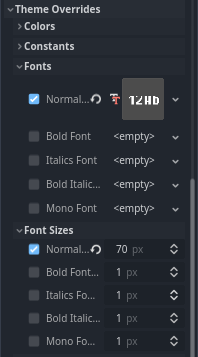 Theme Overrides
Colors
Constants
Fonts
Normal...
Bold Font <empty>
Italics Font <empty>
Bold Italic... <empty>
Mono Font <empty>
Font Sizes
Normal... 70 px
Bold Font... 1 px
Italics Fo... 1 px
Bold Italic... 1 px
Mono Fo... 1 px